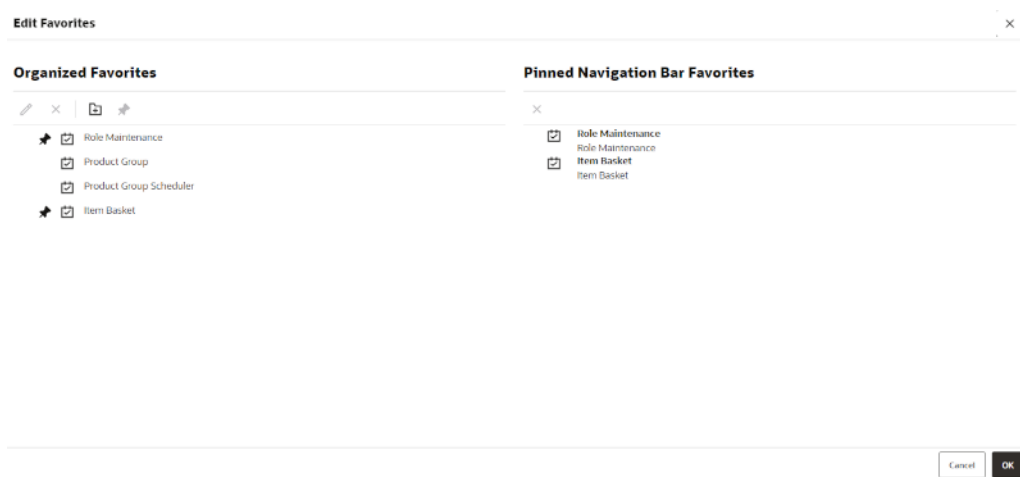 Edit Favorites
Organized Favorites
Role Maintenance
Product Group
Product Group Scheduler
Item Basket
Pinned Navigation Bar Favorites
Role Maintenance
Role Maintenance
Item Basket
Item Basket
Cancel
OK